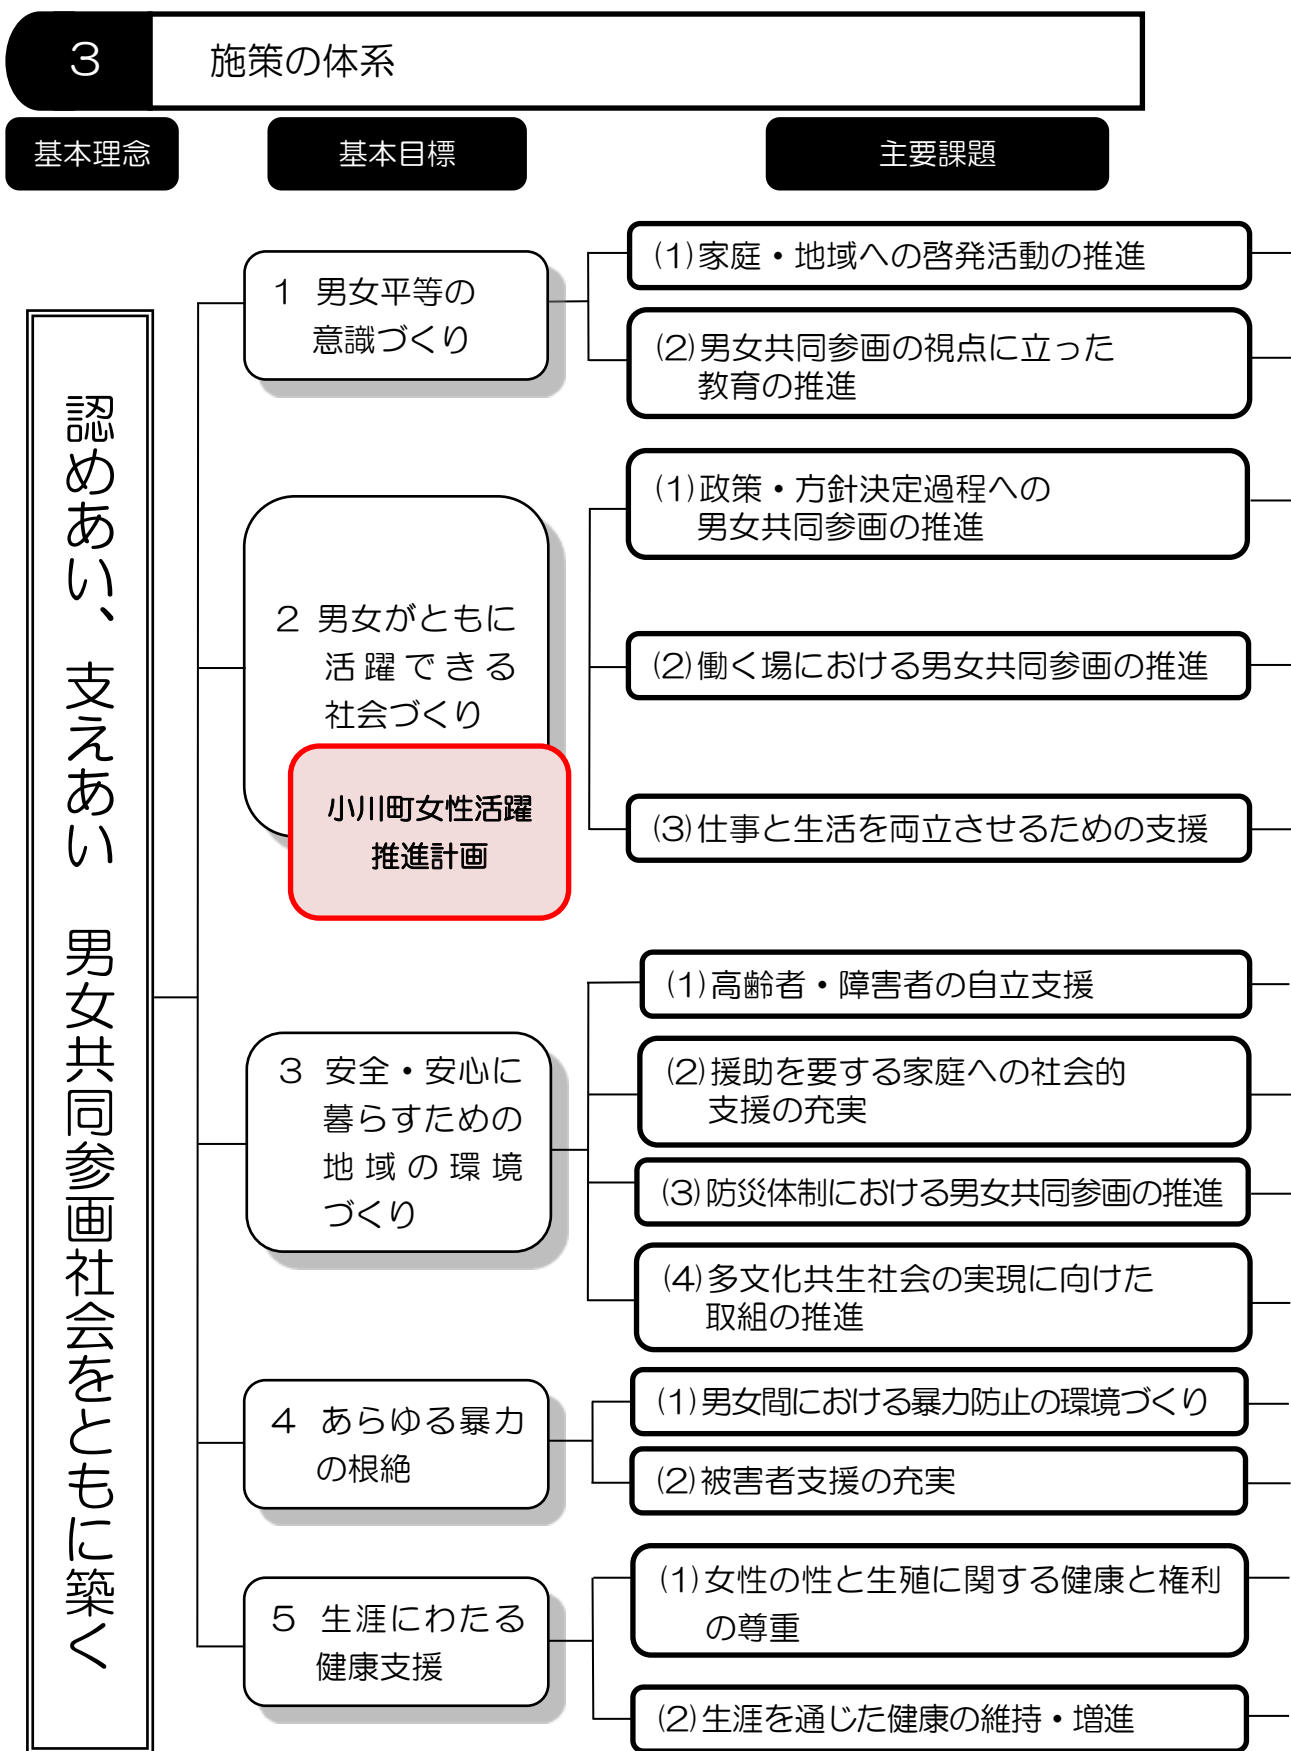 ３　施策の体系
基本理念
基本目標
主要課題
認めあい、支えあい　男女共同参画社会をともに築く
１　男女平等の
意識づくり
(1)家庭・地域への啓発活動の推進
(2)男女共同参画の視点に立った
教育の推進
２　男女がともに
活躍できる
社会づくり
小川町女性活躍
推進計画
(1)政策・方針決定過程への
男女共同参画の推進
(2)働く場における男女共同参画の推進
(3)仕事と生活を両立させるための支援
３　安全・安心に
暮らすための
地域の環境
づくり
(1)高齢者・障害者の自立支援
(2)援助を要する家庭への社会的
支援の充実
(3)防災体制における男女共同参画の推進
(4)多文化共生社会の実現に向けた
取組の推進
４　あらゆる暴力
の根絶
(1)男女間における暴力防止の環境づくり
(2)被害者支援の充実
５　生涯にわたる
健康支援
(1)女性の性と生殖に関する健康と権利
の尊重
(2)生涯を通じた健康の維持・増進